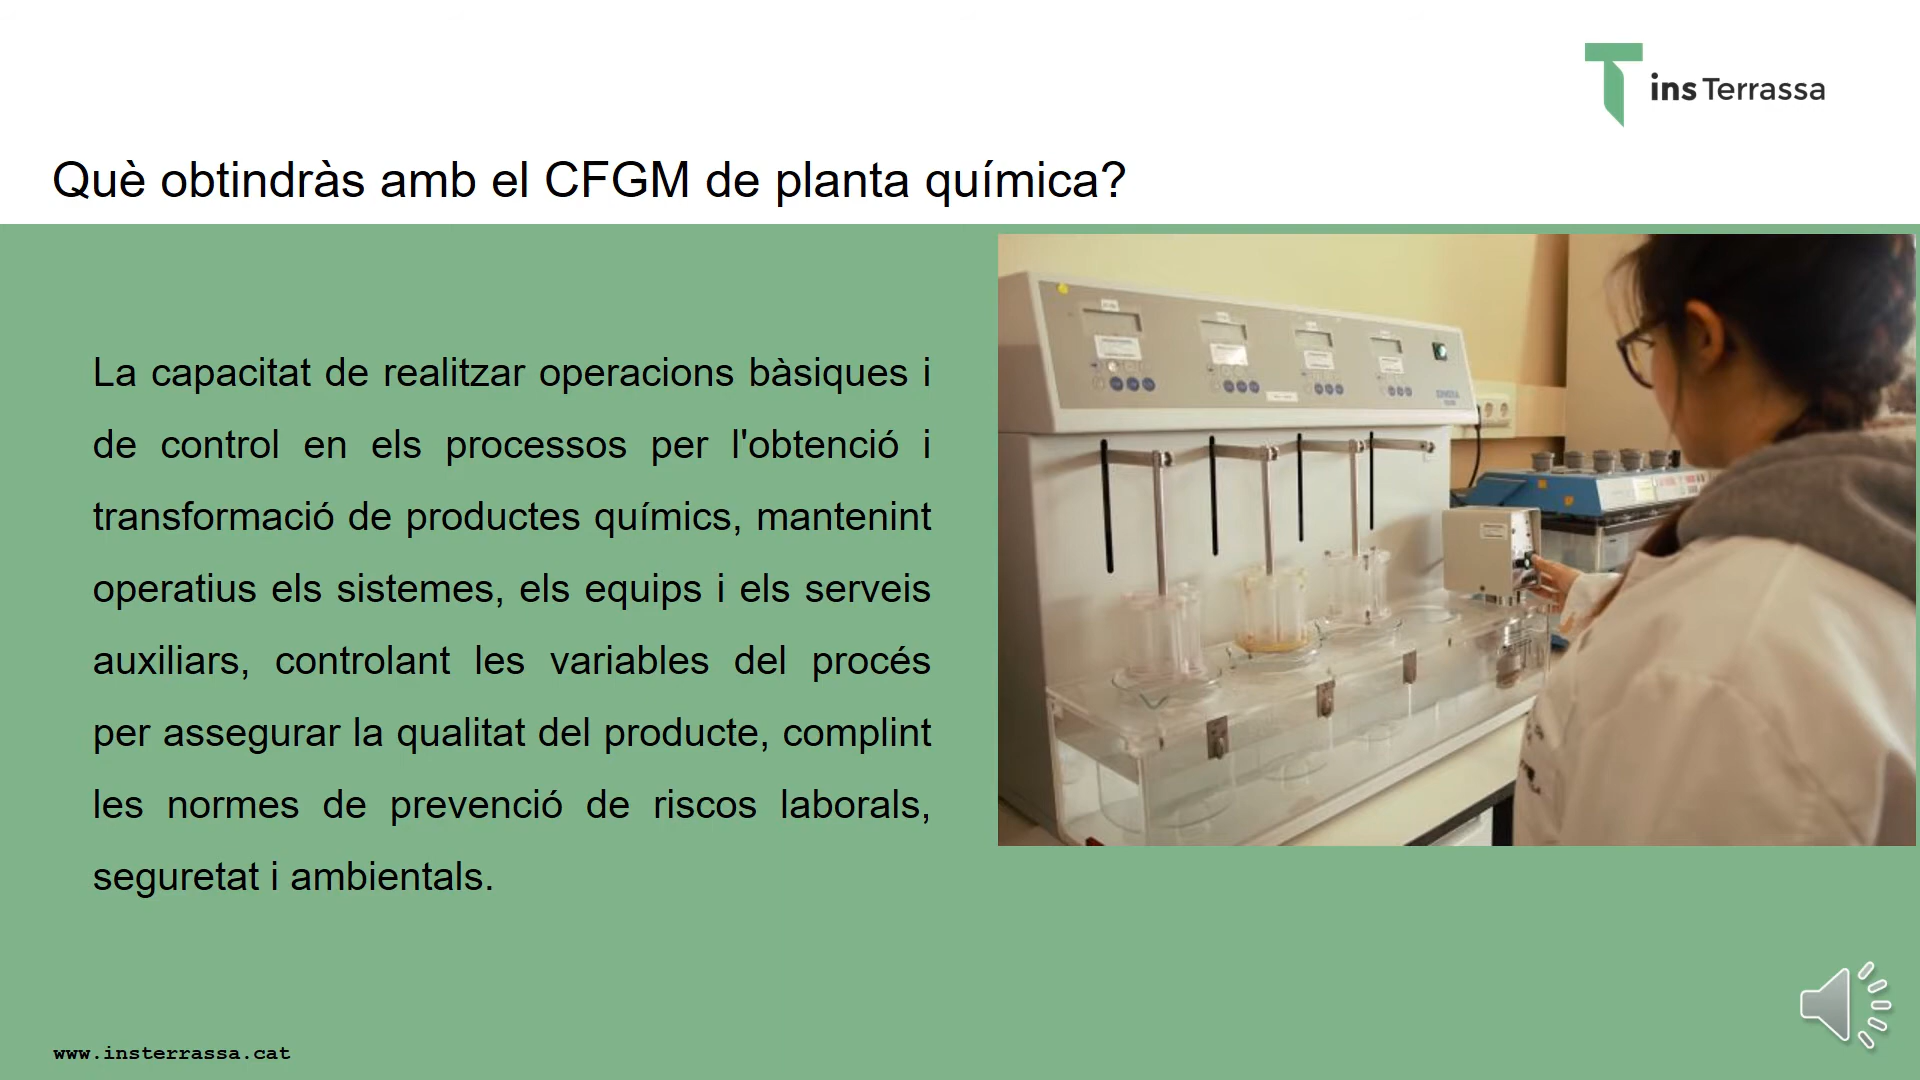 ins Terrassa
Què obtindràs amb el CFGM de planta química?
La capacitat de realitzar operacions bàsiques i
de control en els processos per l'obtenció i
transformació de productes químics, mantenint
operatius els sistemes, els equips i els serveis
auxiliars, controlant les variables del procés
per assegurar la qualitat del producte, complint
les normes de prevenció de riscos laborals,
seguretat i ambientals.
www.insterrassa.cat